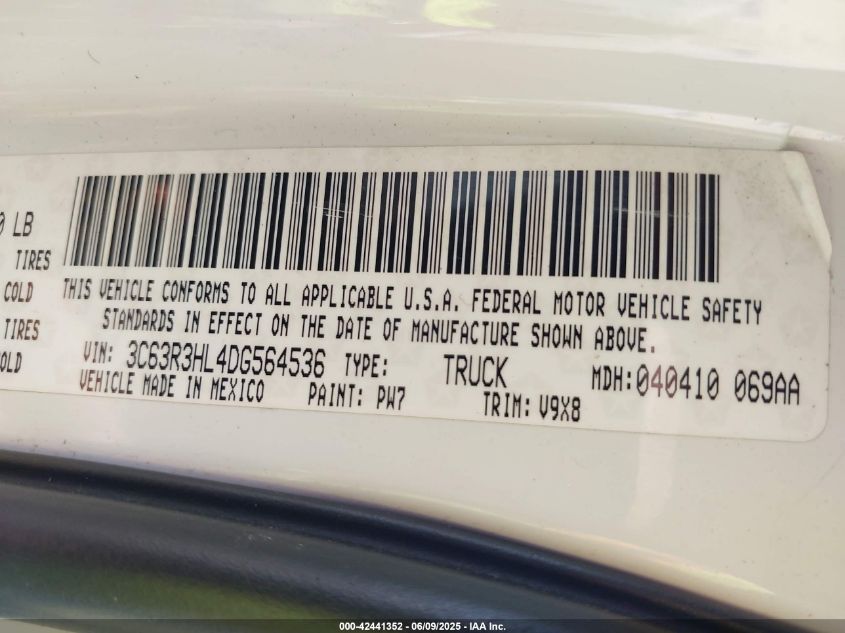 0 LB
TIRES
COLD
TIRES
OLD
THIS VEHICLE CONFORMS TO ALL APPLICABLE U.S.A. FEDERAL MOTOR VEHICLE SAFETY
STANDARDS IN EFFECT ON THE DATE OF MANUFACTURE SHOWN ABOVE.
VIN: 3C63R3HL4DG564536 TYPE: TRUCK MDH:040410 069AA
VEHICLE MADE IN MEXICO PAINT: PW7 TRIM: V9X8
000-42441352 | 06/09/2025 - © IAA Inc.